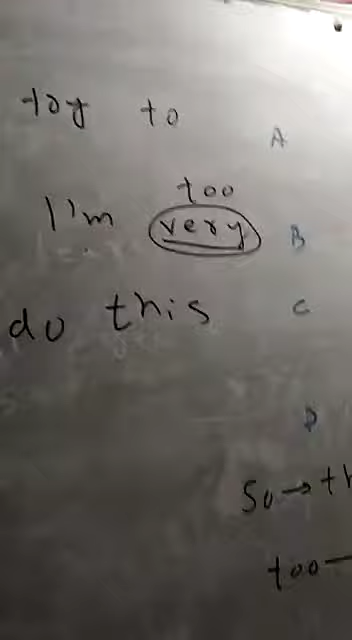 toy to
A
too
I'm very B
do this C
D
So → th
too —